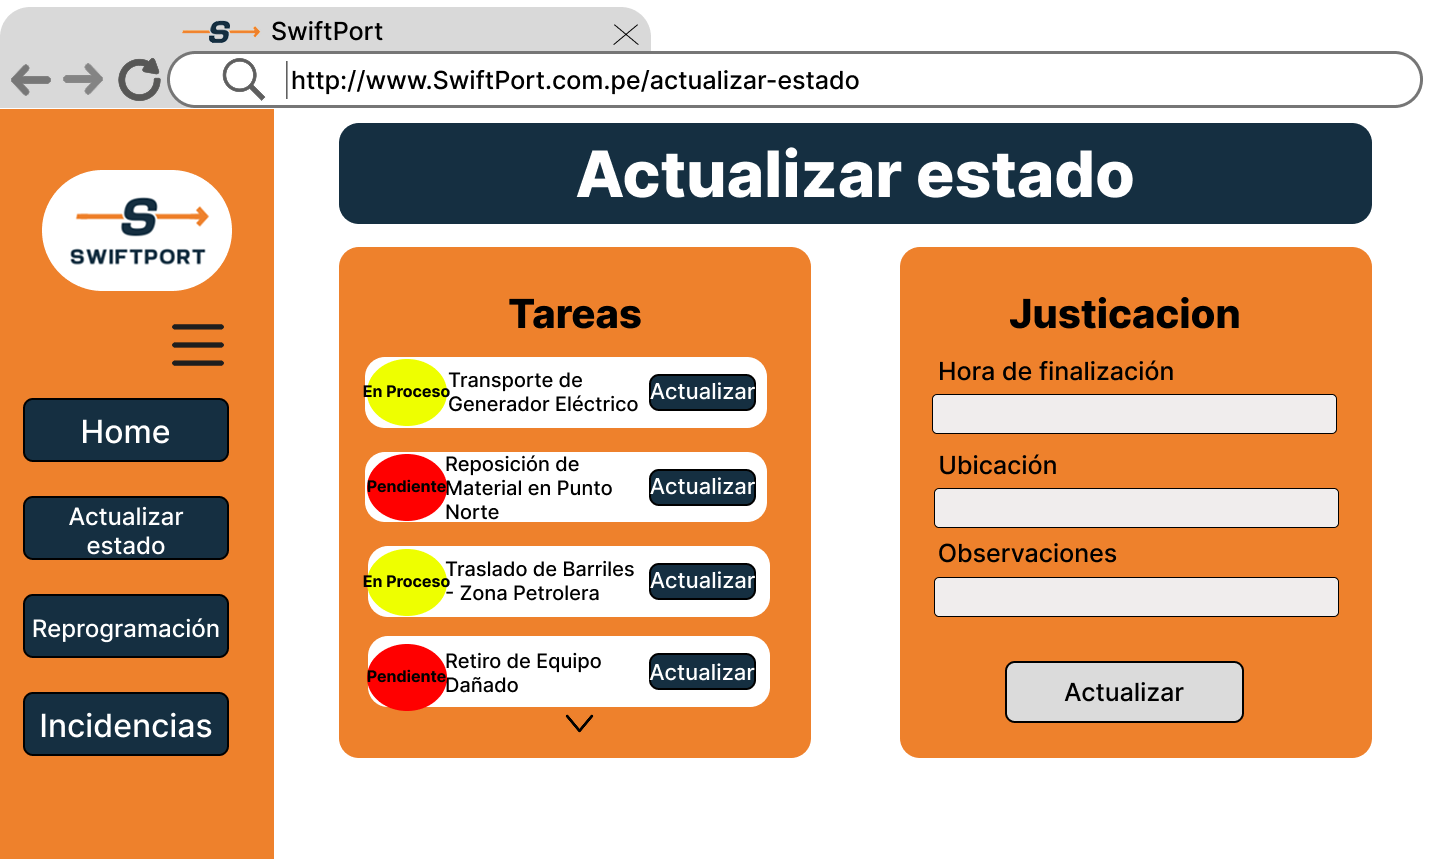 S SwiftPort
http://www.SwiftPort.com.pe/actualizar-estado
S
SWIFTPORT
Home
Actualizar
estado
Reprogramación
Incidencias
Actualizar estado
Tareas
En Proceso
Transporte de
Generador Eléctrico
Actualizar
Pendiente
Reposición de
Material en Punto
Norte
Actualizar
En Proceso
Traslado de Barriles
- Zona Petrolera
Actualizar
Pendiente
Retiro de Equipo
Dañado
Actualizar
Justicacion
Hora de finalización
Ubicación
Observaciones
Actualizar